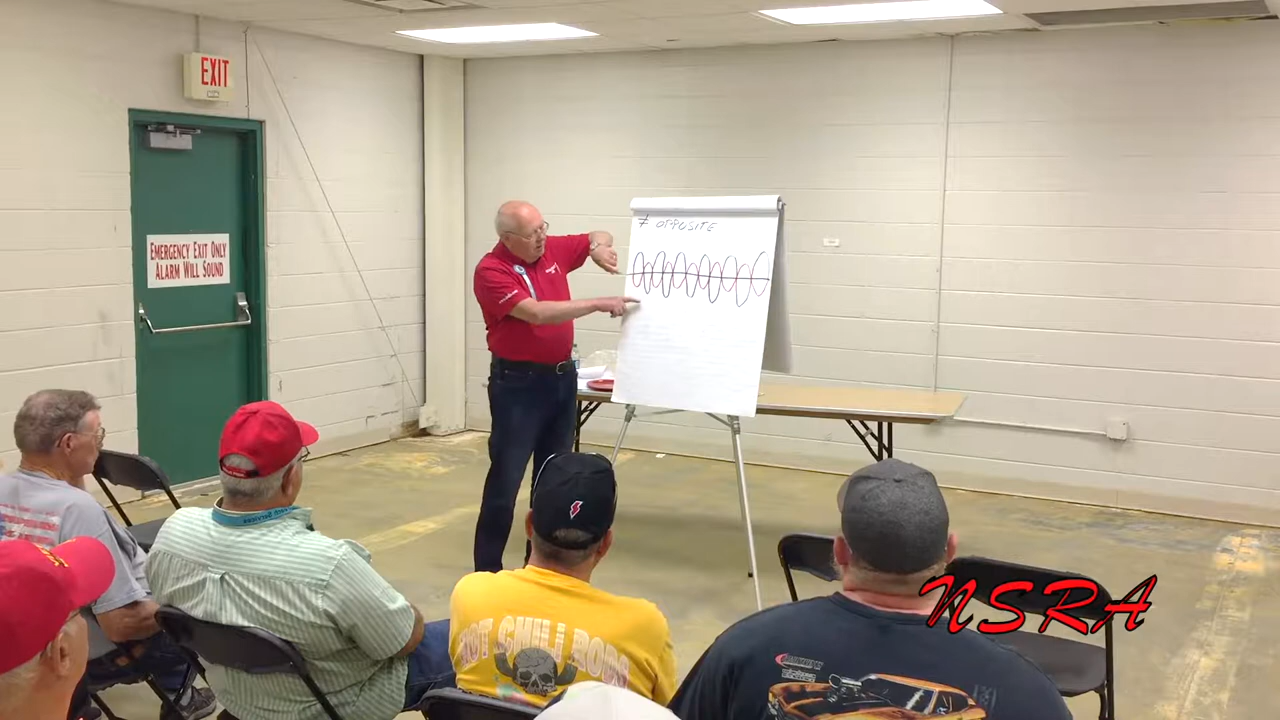 EXIT
EMERGENCY EXIT ONLY
ALARM WILL SOUND
≠ OPPOSITE
HOT CHILI RODS
NSRA